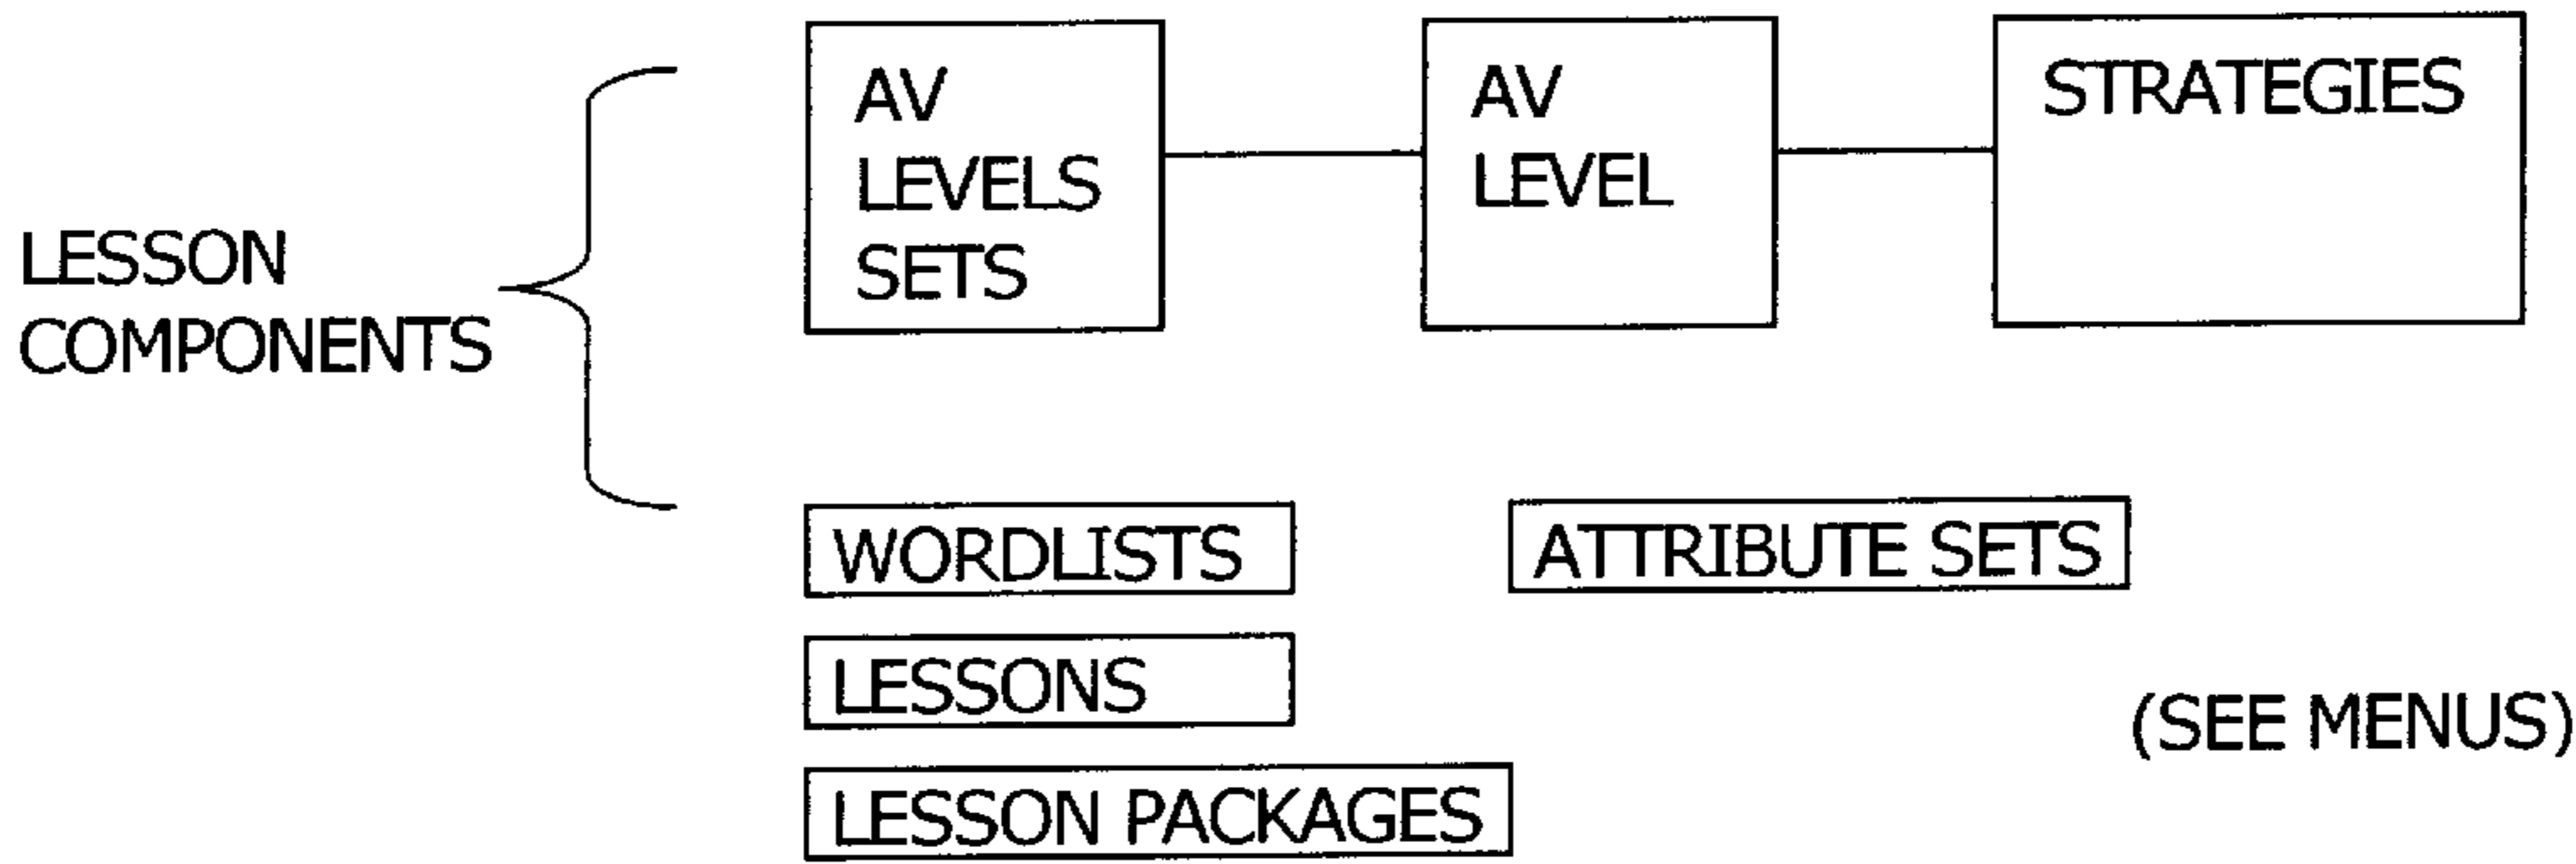 LESSON
COMPONENTS
AV
LEVELS
SETS
AV
LEVEL
STRATEGIES
WORDLISTS
ATTRIBUTE SETS
LESSONS
(SEE MENUS)
LESSON PACKAGES